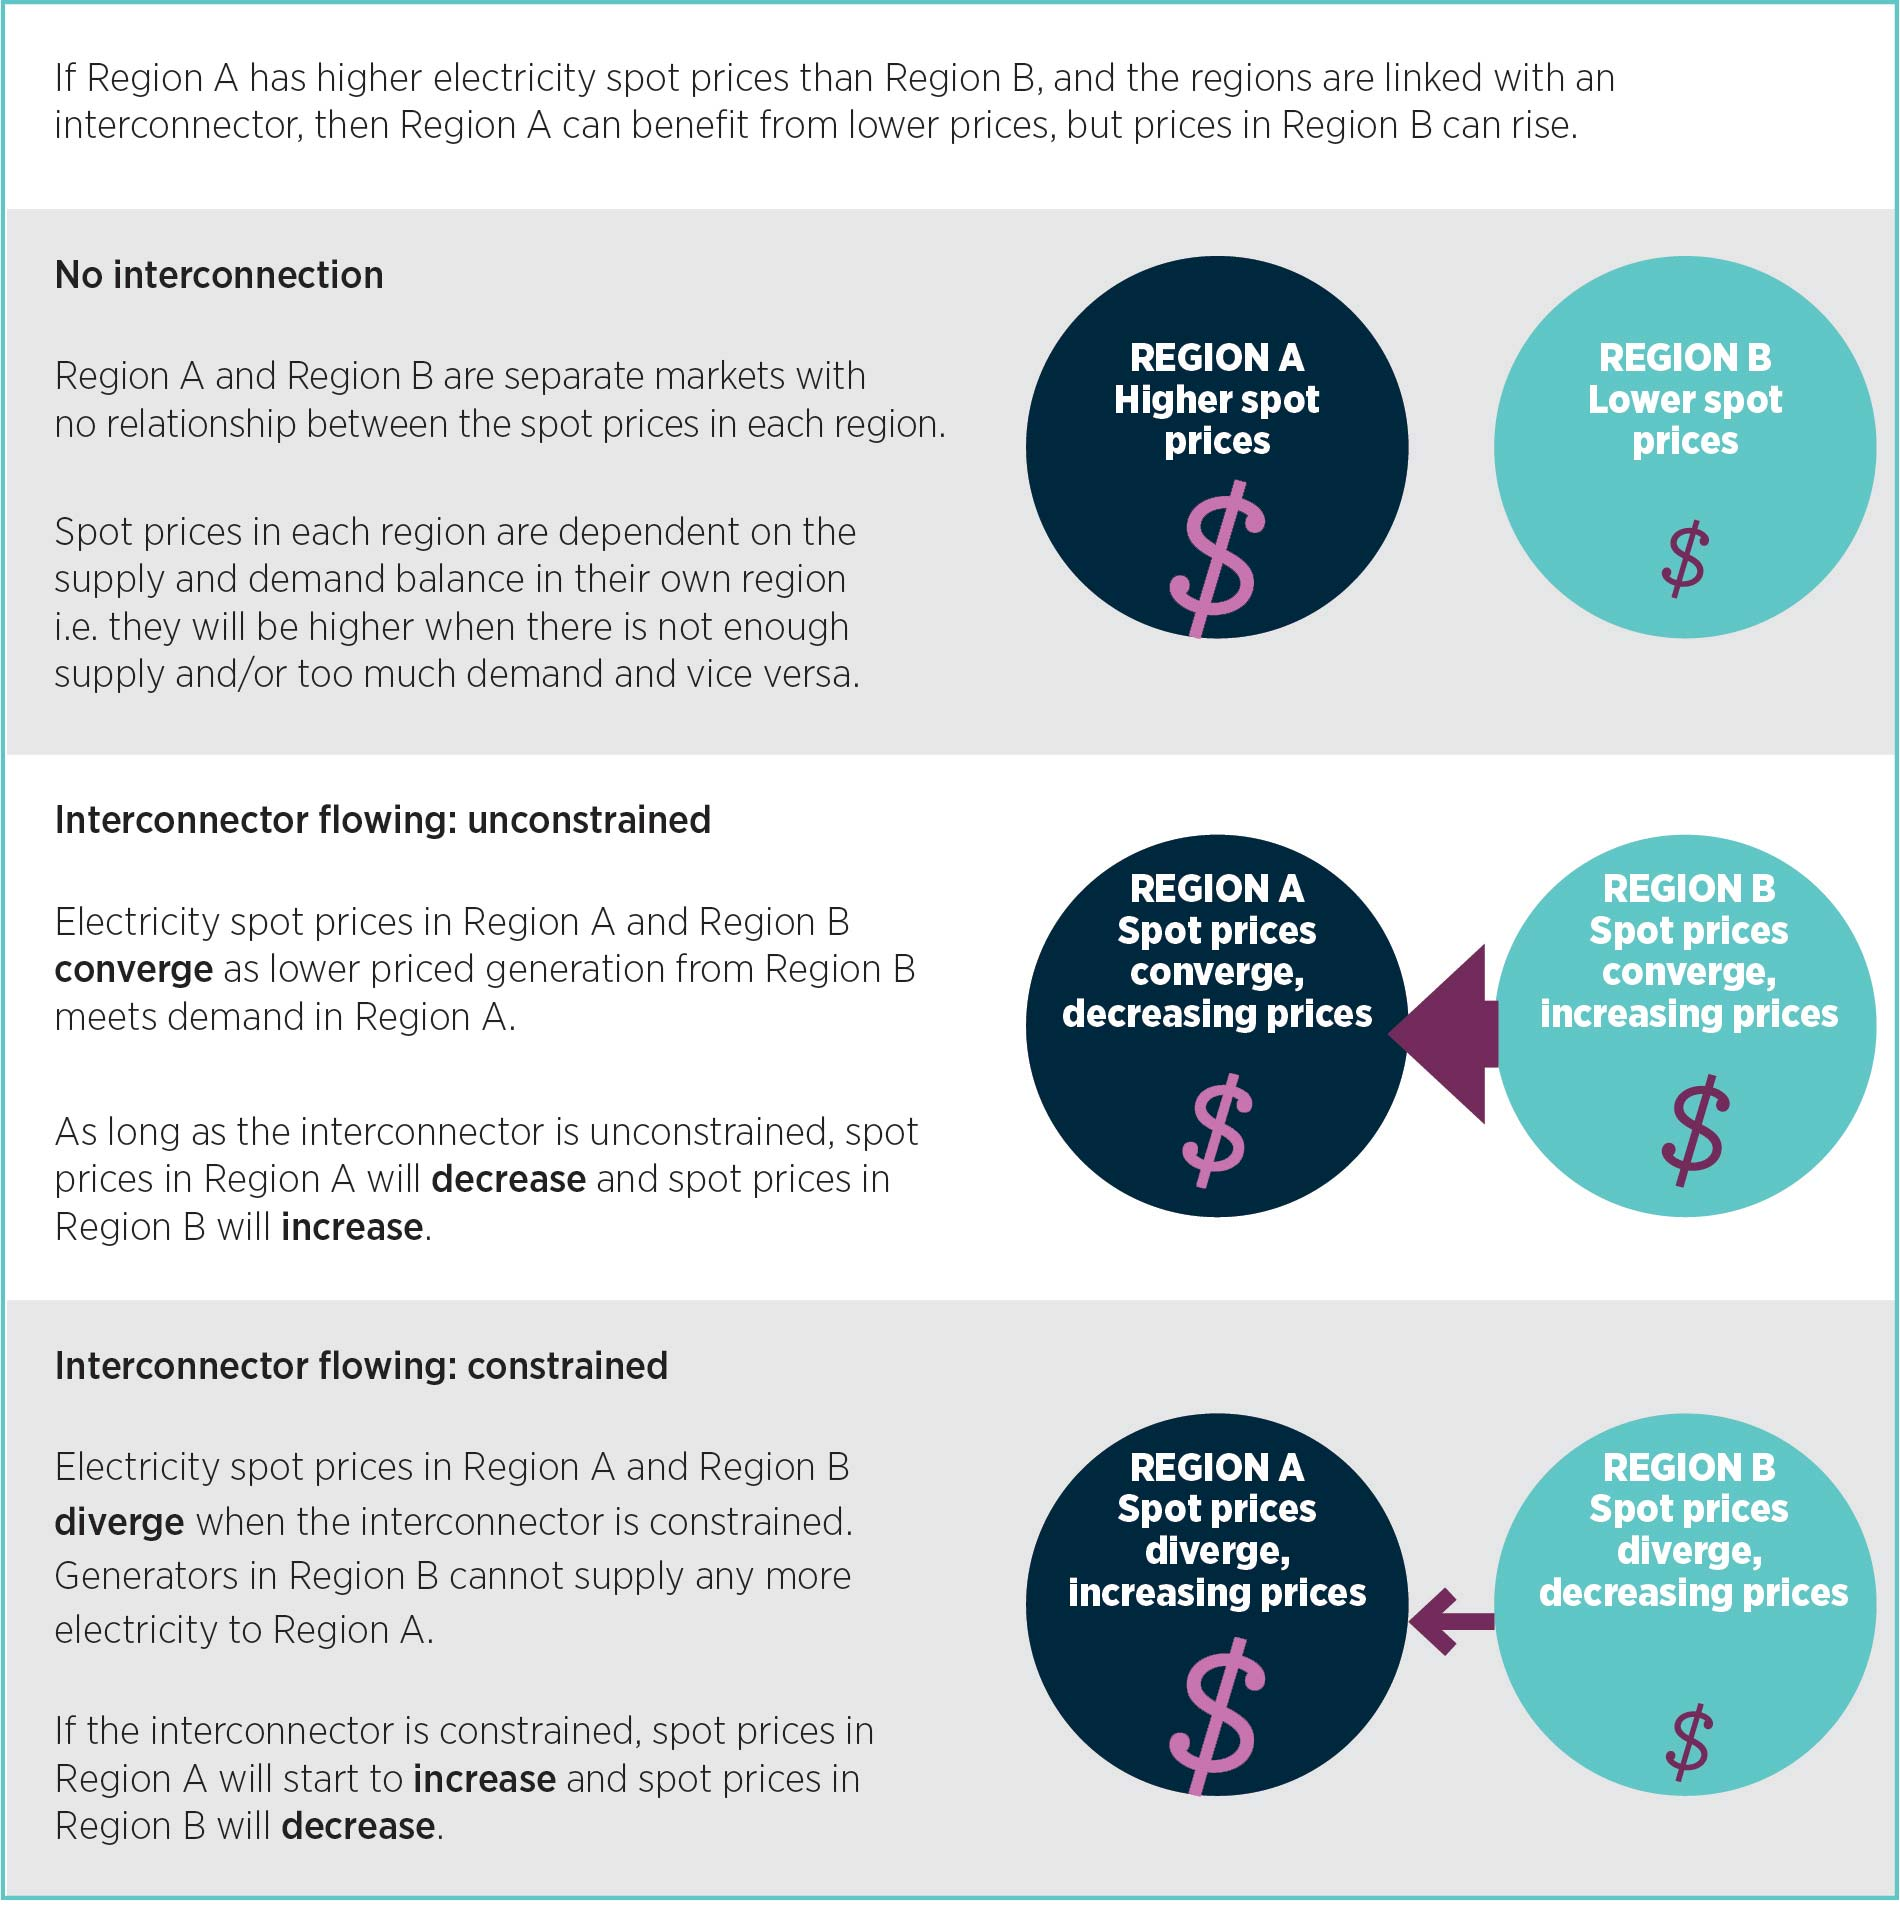 If Region A has higher electricity spot prices than Region B, and the regions are linked with an
interconnector, then Region A can benefit from lower prices, but prices in Region B can rise.
No interconnection
Region A and Region B are separate markets with
no relationship between the spot prices in each region.
Spot prices in each region are dependent on the
supply and demand balance in their own region
i.e. they will be higher when there is not enough
supply and/or too much demand and vice versa.
REGION A
Higher spot
prices
$
REGION B
Lower spot
prices
$
Interconnector flowing: unconstrained
Electricity spot prices in Region A and Region B
converge as lower priced generation from Region B
meets demand in Region A.
As long as the interconnector is unconstrained, spot
prices in Region A will decrease and spot prices in
Region B will increase.
REGION A
Spot prices
converge,
decreasing prices
$
REGION B
Spot prices
converge,
increasing prices
$
Interconnector flowing: constrained
Electricity spot prices in Region A and Region B
diverge when the interconnector is constrained.
Generators in Region B cannot supply any more
electricity to Region A.
If the interconnector is constrained, spot prices in
Region A will start to increase and spot prices in
Region B will decrease.
REGION A
Spot prices
diverge,
increasing prices
$
REGION B
Spot prices
diverge,
decreasing prices
$